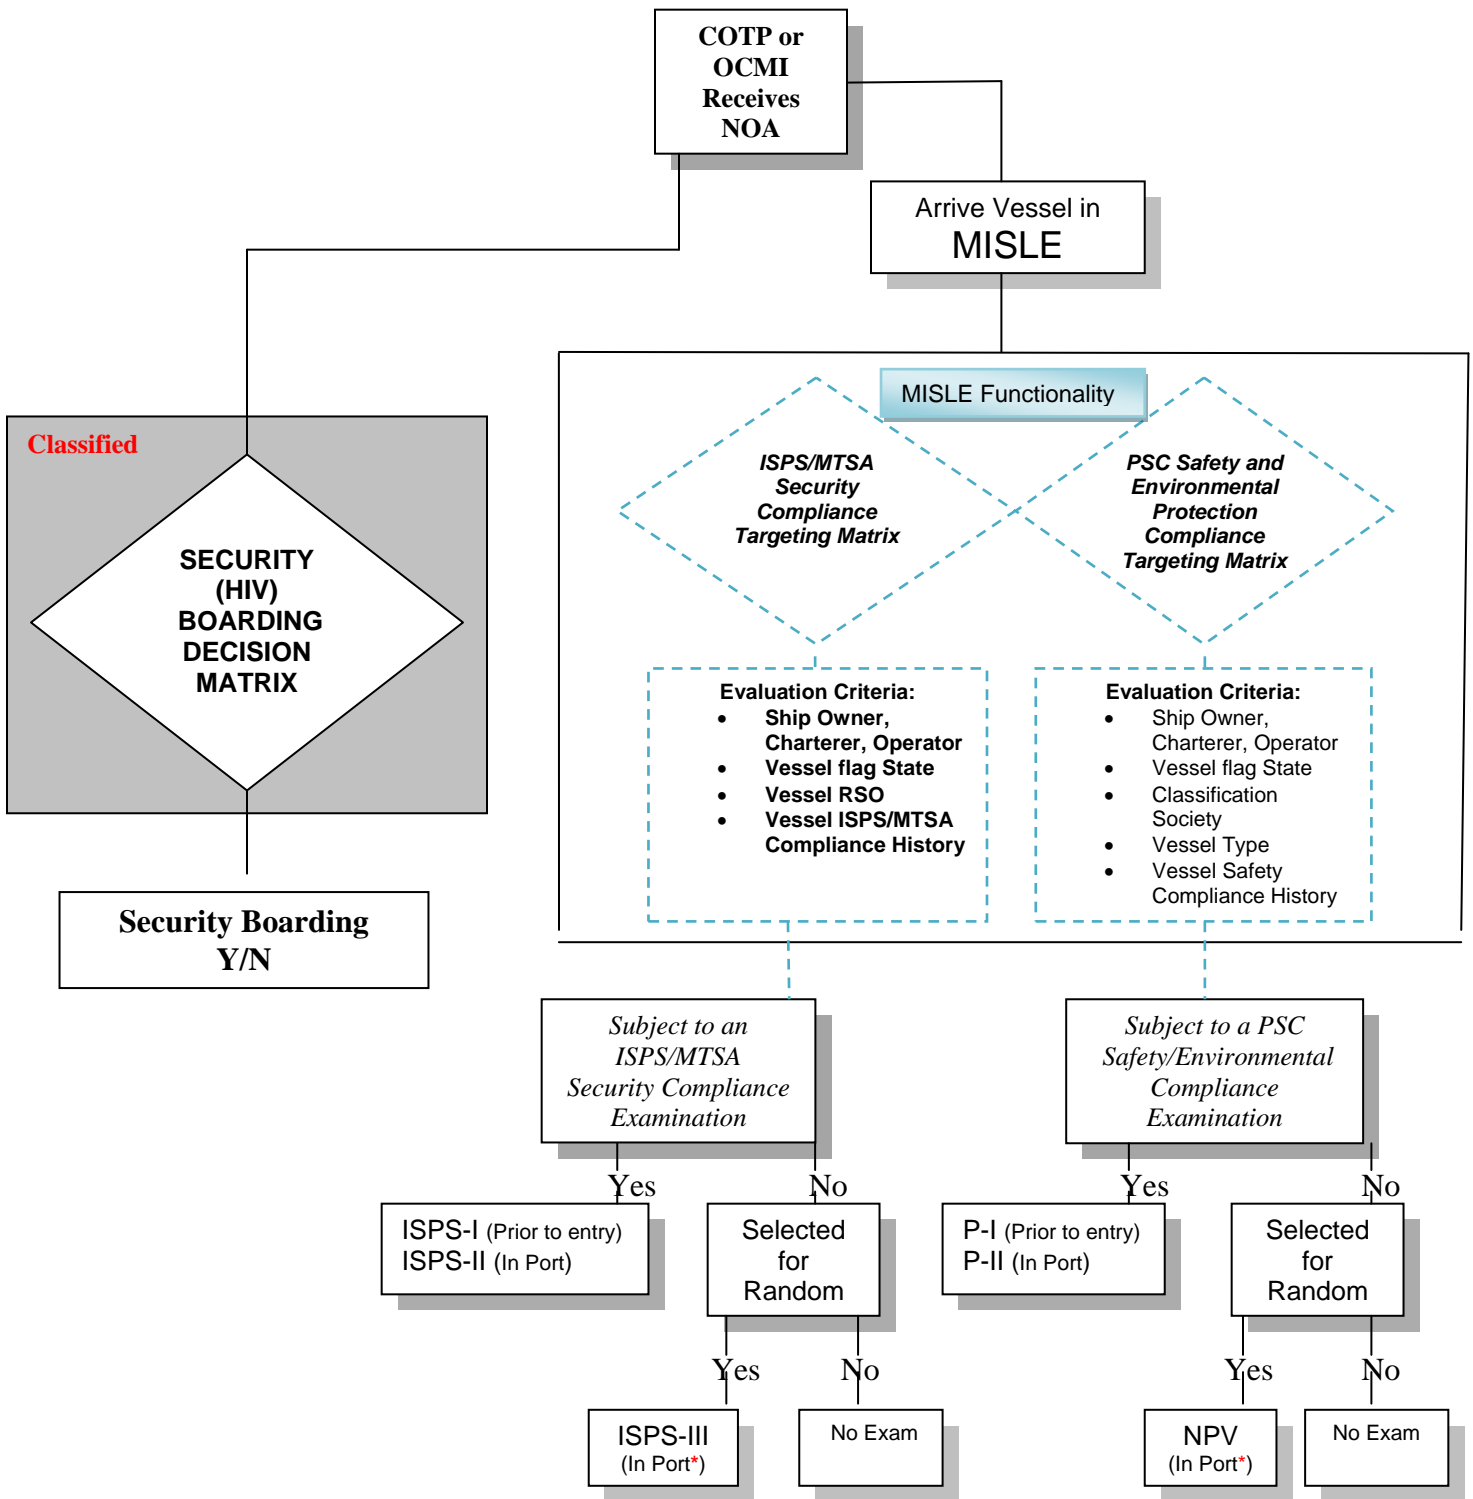 COTP or
OCMI
Receives
NOA
Arrive Vessel in
MISLE
MISLE Functionality
Classified
SECURITY
(HIV)
BOARDING
DECISION
MATRIX
Security Boarding
Y/N
ISPS/MTSA
Security
Compliance
Targeting Matrix
PSC Safety and
Environmental
Protection
Compliance
Targeting Matrix
Evaluation Criteria:
• Ship Owner,
Charterer, Operator
• Vessel flag State
• Vessel RSO
• Vessel ISPS/MTSA
Compliance History
Evaluation Criteria:
• Ship Owner,
Charterer, Operator
• Vessel flag State
• Classification
Society
• Vessel Type
• Vessel Safety
Compliance History
Subject to an
ISPS/MTSA
Security Compliance
Examination
Subject to a PSC
Safety/Environmental
Compliance
Examination
Yes
No
Yes
No
ISPS-I (Prior to entry)
ISPS-II (In Port)
Selected
for
Random
P-I (Prior to entry)
P-II (In Port)
Selected
for
Random
Yes
No
Yes
No
ISPS-III
(In Port*)
No Exam
NPV
(In Port*)
No Exam